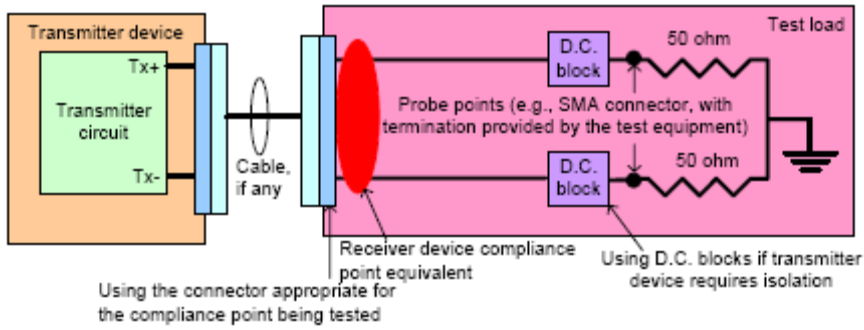 Transmitter device
Test load
D.C.
block
50 ohm
Tx+
Transmitter
circuit
Probe points (e.g., SMA connector, with
termination provided by the test equipment)
Tx-
Cable,
if any
D.C.
block
50 ohm
Receiver device compliance
point equivalent
Using D.C. blocks if transmitter
device requires isolation
Using the connector appropriate for
the compliance point being tested